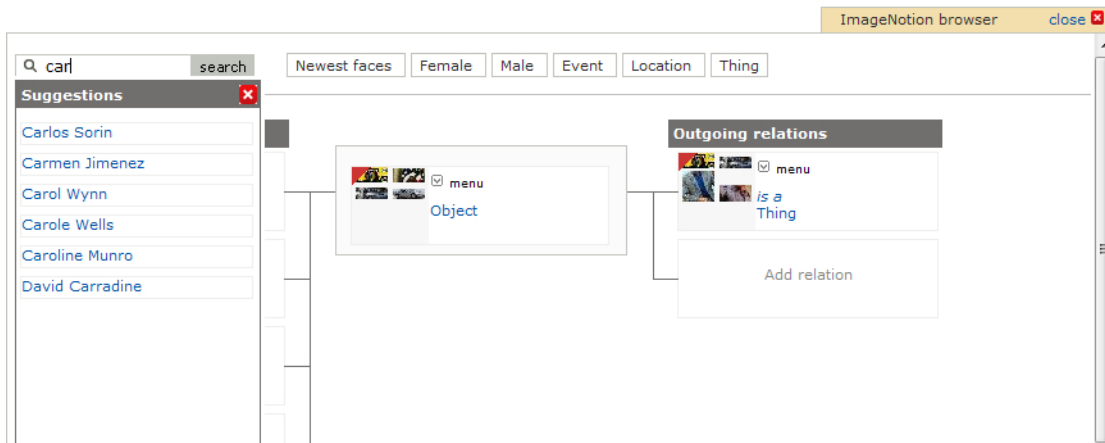 ImageNotion browser close
car search
Newest faces Female Male Event Location Thing
Suggestions
Carlos Sorin
Carmen Jimenez
Carol Wynn
Carole Wells
Caroline Munro
David Carradine
menu
Object
Outgoing relations
menu
is a
Thing
Add relation